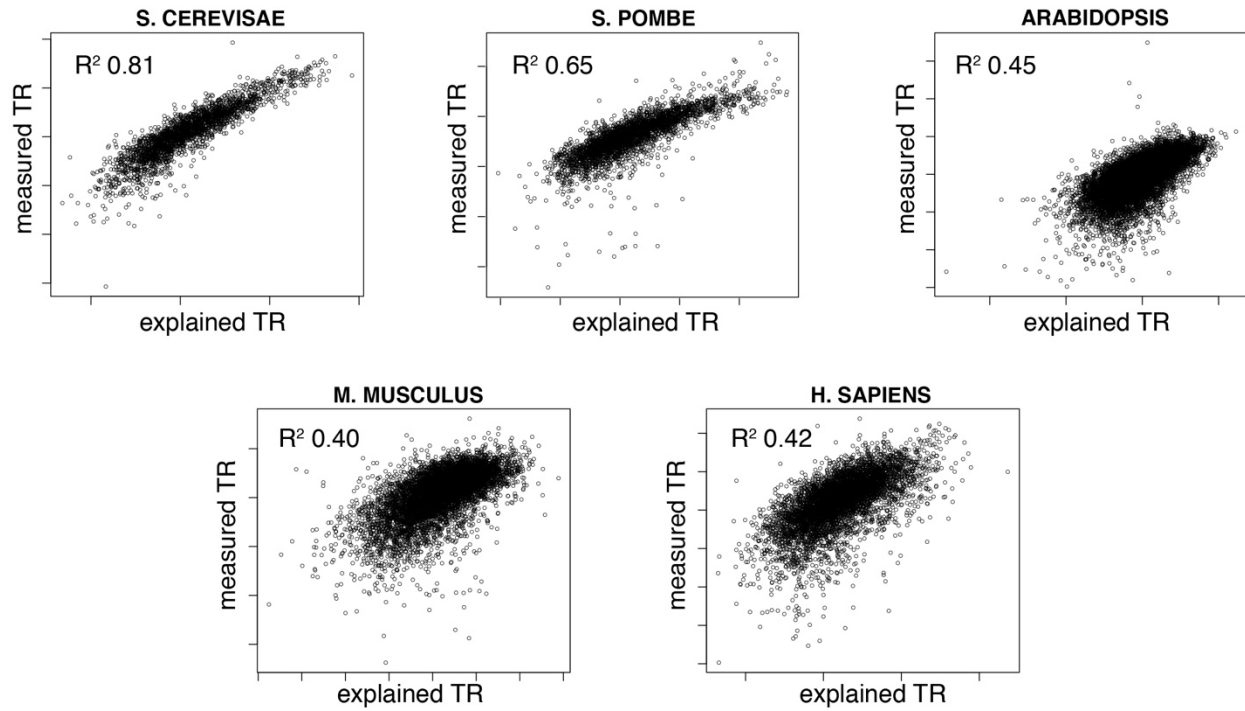 S. CEREVISAE
R² 0.81
measured TR
explained TR
S. POMBE
R² 0.65
measured TR
explained TR
ARABIDOPSIS
R² 0.45
measured TR
explained TR
M. MUSCULUS
R² 0.40
measured TR
explained TR
H. SAPIENS
R² 0.42
measured TR
explained TR